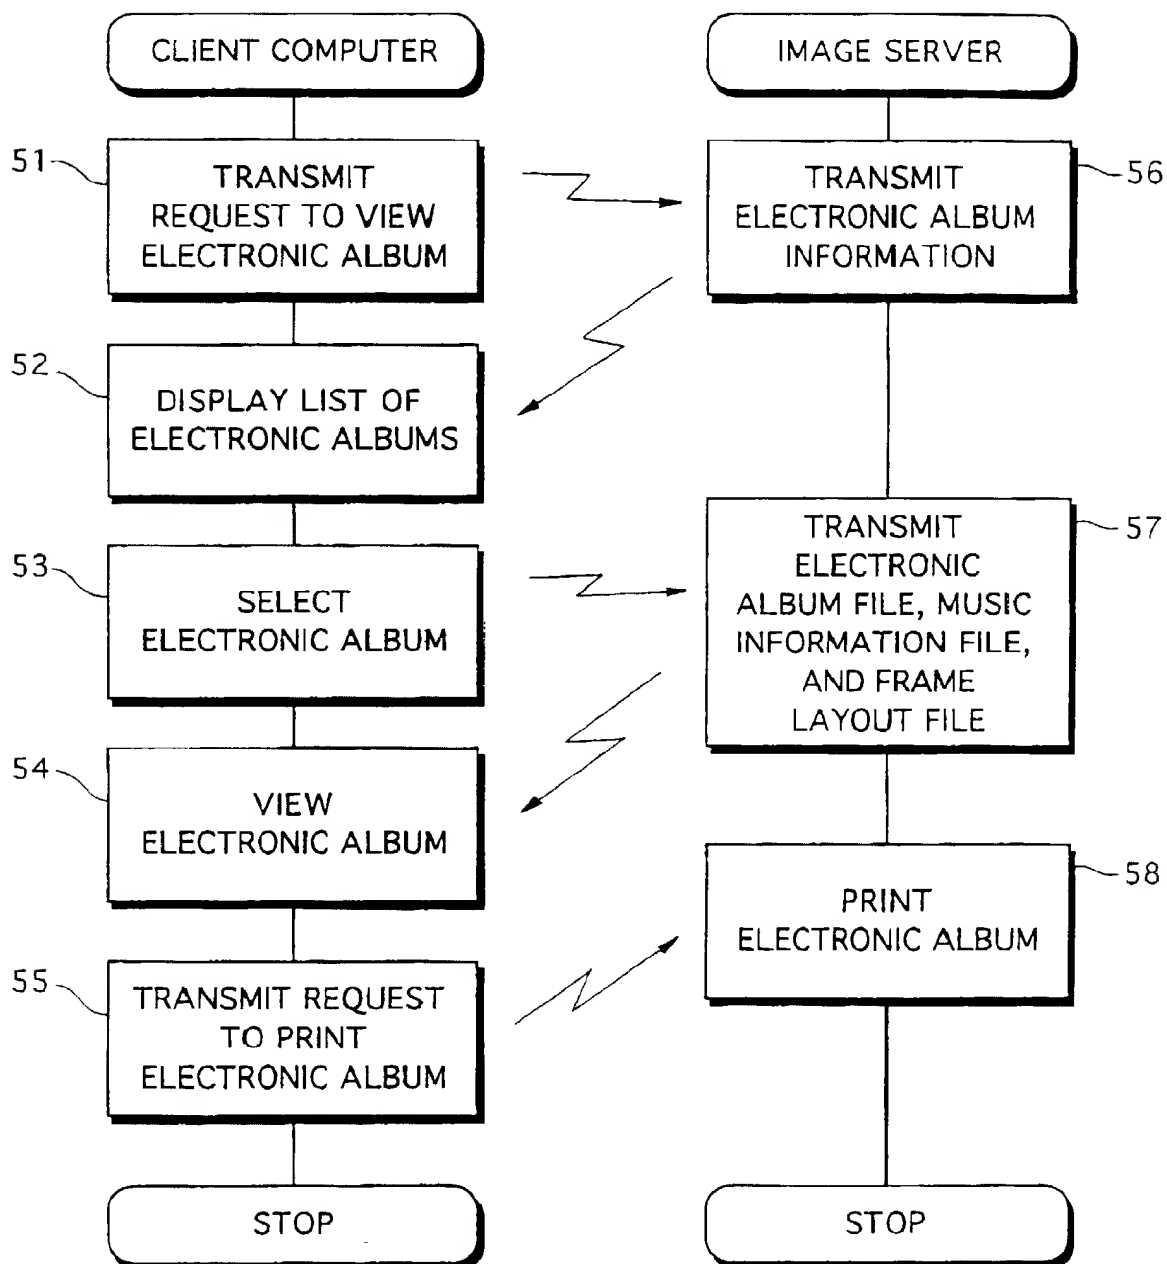 CLIENT COMPUTER
51
TRANSMIT
REQUEST TO VIEW
ELECTRONIC ALBUM
52
DISPLAY LIST OF
ELECTRONIC ALBUMS
53
SELECT
ELECTRONIC ALBUM
54
VIEW
ELECTRONIC ALBUM
55
TRANSMIT REQUEST
TO PRINT
ELECTRONIC ALBUM
STOP
IMAGE SERVER
56
TRANSMIT
ELECTRONIC ALBUM
INFORMATION
57
TRANSMIT
ELECTRONIC
ALBUM FILE, MUSIC
INFORMATION FILE,
AND FRAME
LAYOUT FILE
58
PRINT
ELECTRONIC ALBUM
STOP